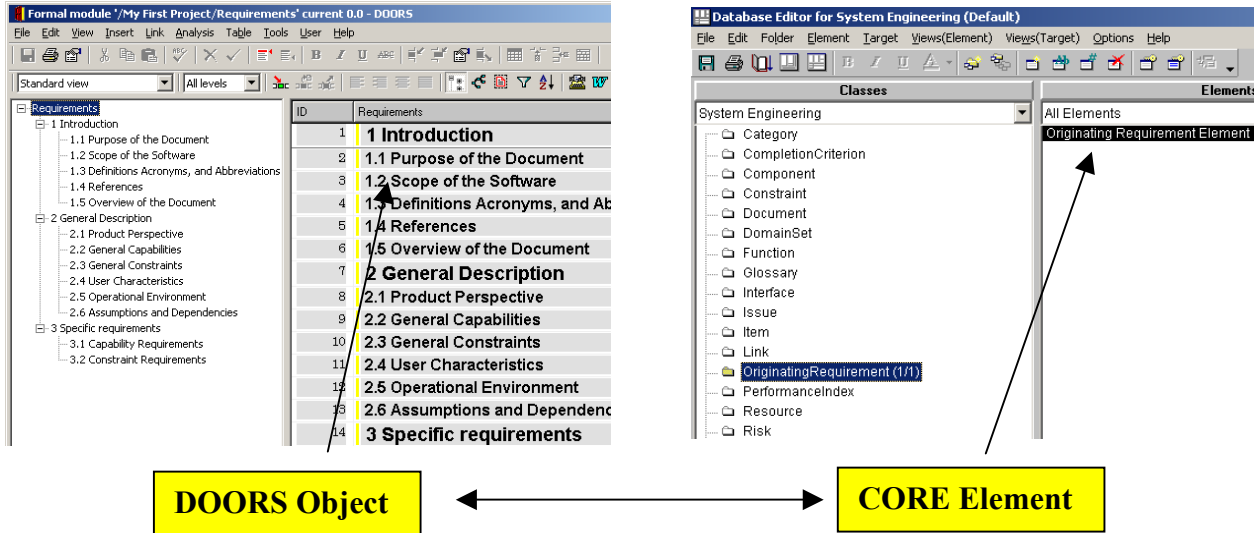 Formal module '/My First Project/Requirements' current 0.0 - DOORS
File Edit View Insert Link Analysis Table Tools User Help
Standard view All levels
Requirements
1 Introduction
1.1 Purpose of the Document
1.2 Scope of the Software
1.3 Definitions Acronyms, and Abbreviations
1.4 References
1.5 Overview of the Document
2 General Description
2.1 Product Perspective
2.2 General Capabilities
2.3 General Constraints
2.4 User Characteristics
2.5 Operational Environment
2.6 Assumptions and Dependencies
3 Specific requirements
3.1 Capability Requirements
3.2 Constraint Requirements
ID Requirements
1 1 Introduction
2 1.1 Purpose of the Document
3 1.2 Scope of the Software
4 1.3 Definitions Acronyms, and Ab
5 1.4 References
6 1.5 Overview of the Document
7 2 General Description
8 2.1 Product Perspective
9 2.2 General Capabilities
10 2.3 General Constraints
11 2.4 User Characteristics
12 2.5 Operational Environment
13 2.6 Assumptions and Dependenc
14 3 Specific requirements
Database Editor for System Engineering (Default)
File Edit Folder Element Target Views(Element) Views(Target) Options Help
B I U A
Classes
System Engineering
Category
CompletionCriterion
Component
Constraint
Document
DomainSet
Function
Glossary
Interface
Issue
Item
Link
OriginatingRequirement (1/1)
PerformanceIndex
Resource
Risk
Elements
All Elements
Originating Requirement Element
DOORS Object
CORE Element